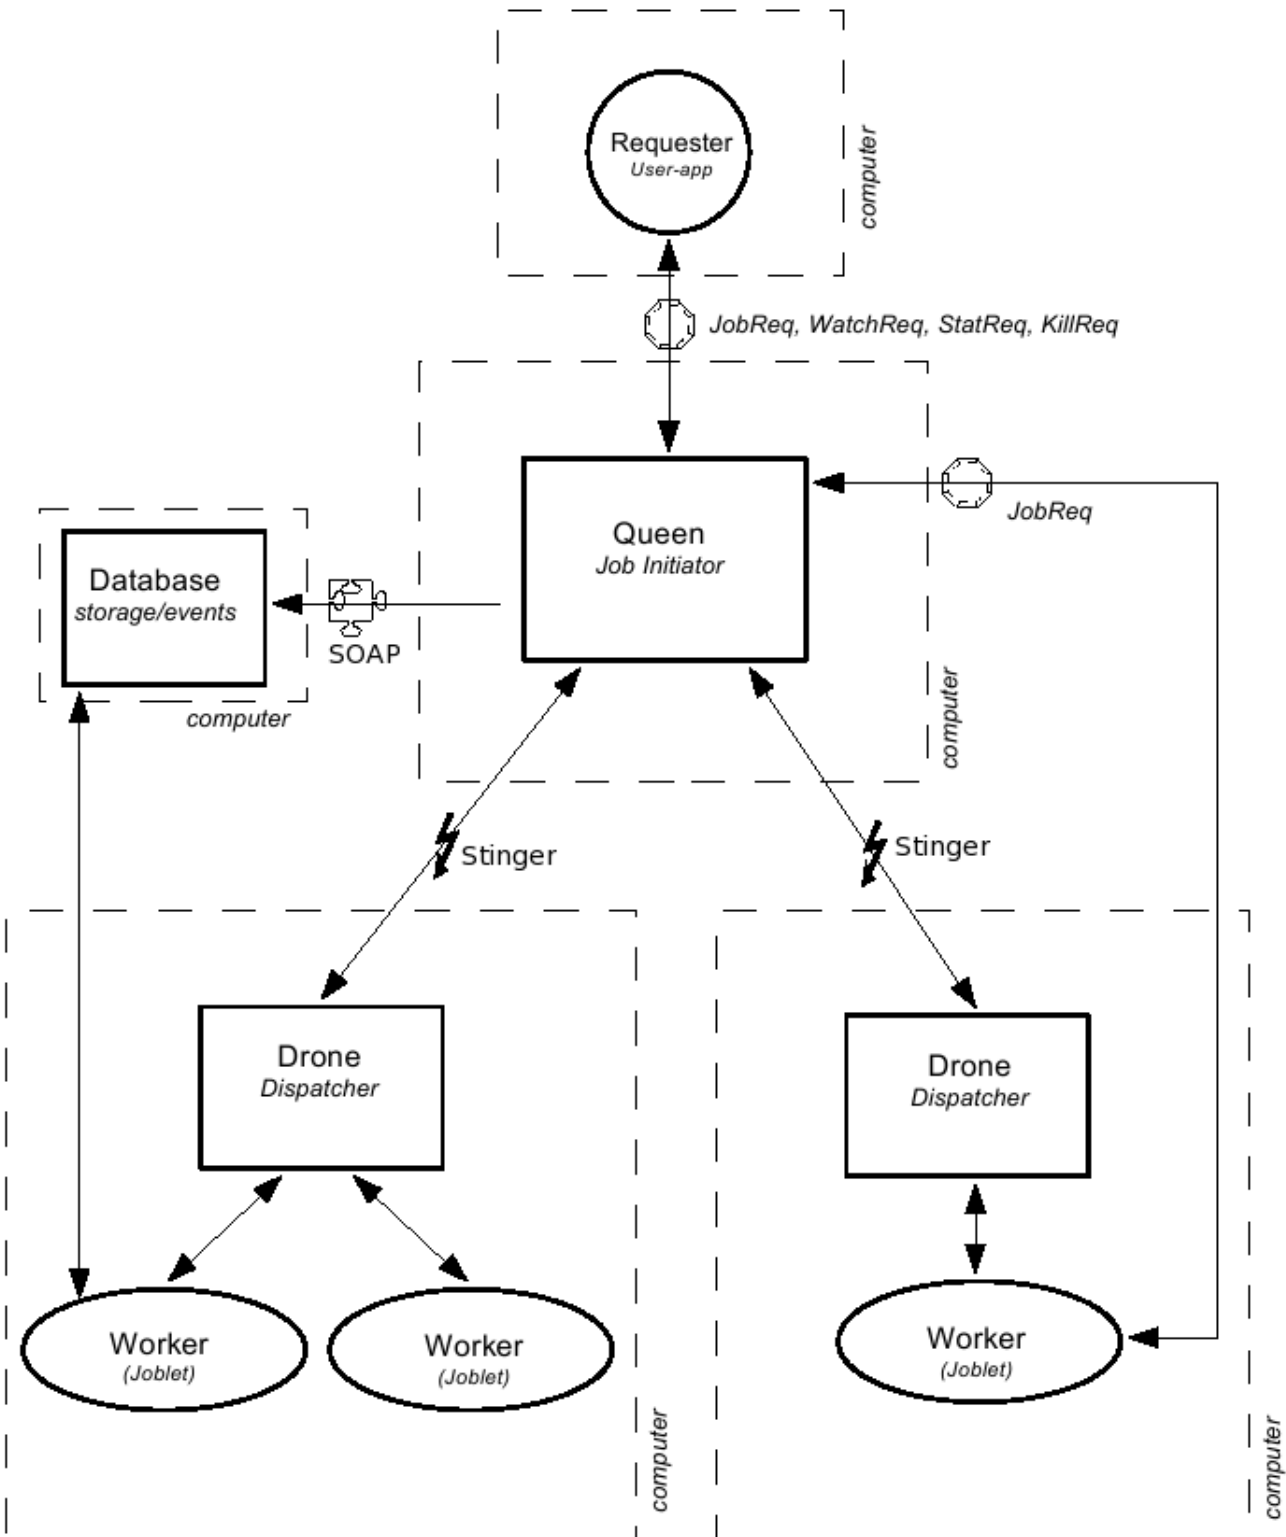 Requester
User-app
computer
JobReq, WatchReq, StatReq, KillReq
Queen
Job Initiator
JobReq
computer
Database
storage/events
SOAP
computer
Stinger
Stinger
Drone
Dispatcher
Drone
Dispatcher
Worker
(Joblet)
Worker
(Joblet)
Worker
(Joblet)
computer
computer